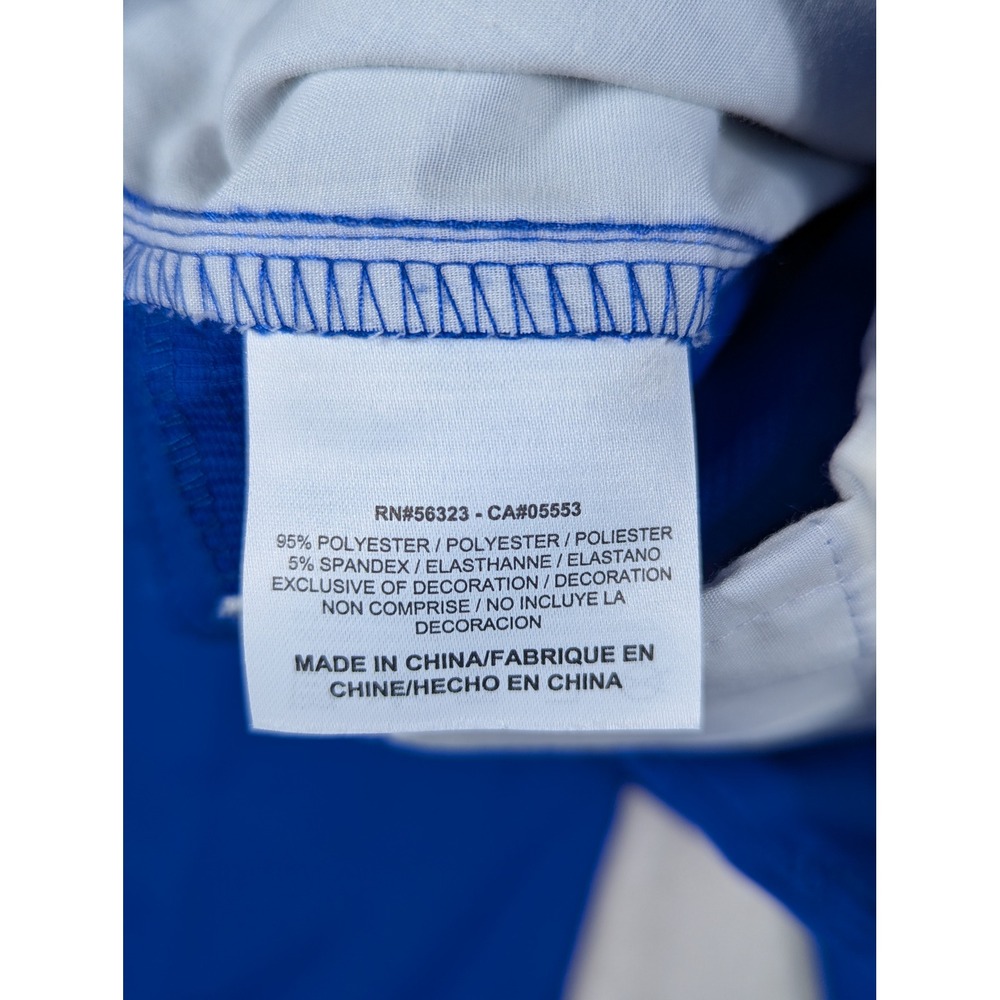 RN#56323 - CA#05553
95% POLYESTER / POLYESTER / POLIESTER
5% SPANDEX / ELASTHANNE / ELASTANO
EXCLUSIVE OF DECORATION / DECORATION
NON COMPRISE / NO INCLUYE LA
DECORACION
MADE IN CHINA/FABRIQUE EN
CHINE/HECHO EN CHINA